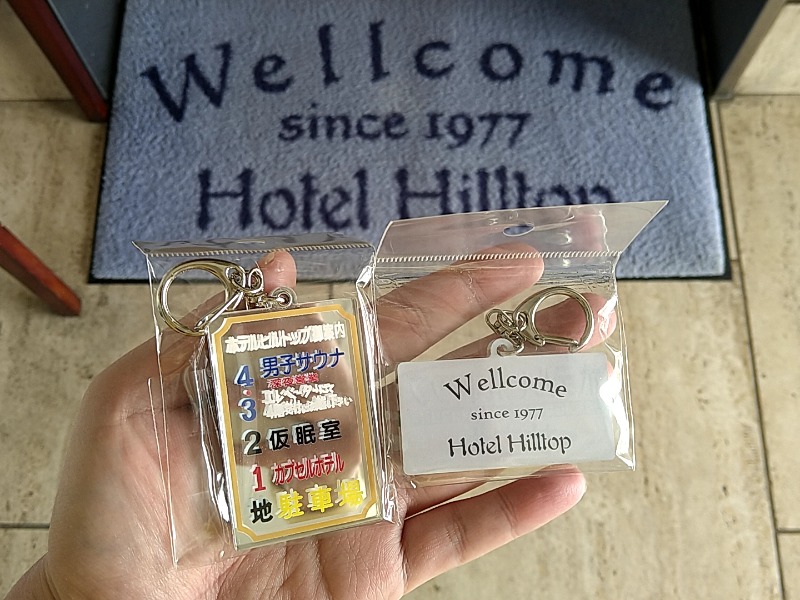 Wellcome
since 1977
Hotel Hilltop
ホテルヒルトップ御案内
4 男子サウナ
3
2 仮眠室
1 カプセルホテル
地 駐車場
Wellcome
since 1977
Hotel Hilltop